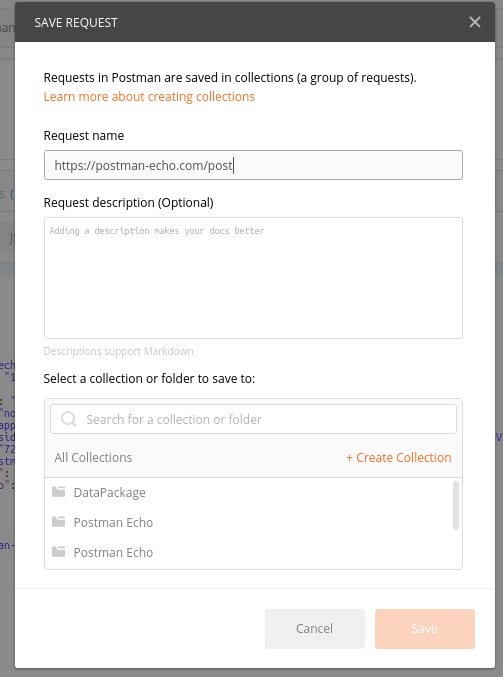 SAVE REQUEST
Requests in Postman are saved in collections (a group of requests).
Learn more about creating collections
Request name
https://postman-echo.com/post
Request description (Optional)
Adding a description makes your docs better
Descriptions support Markdown
Select a collection or folder to save to:
Search for a collection or folder
All Collections
+ Create Collection
DataPackage
Postman Echo
Postman Echo
Cancel
Save